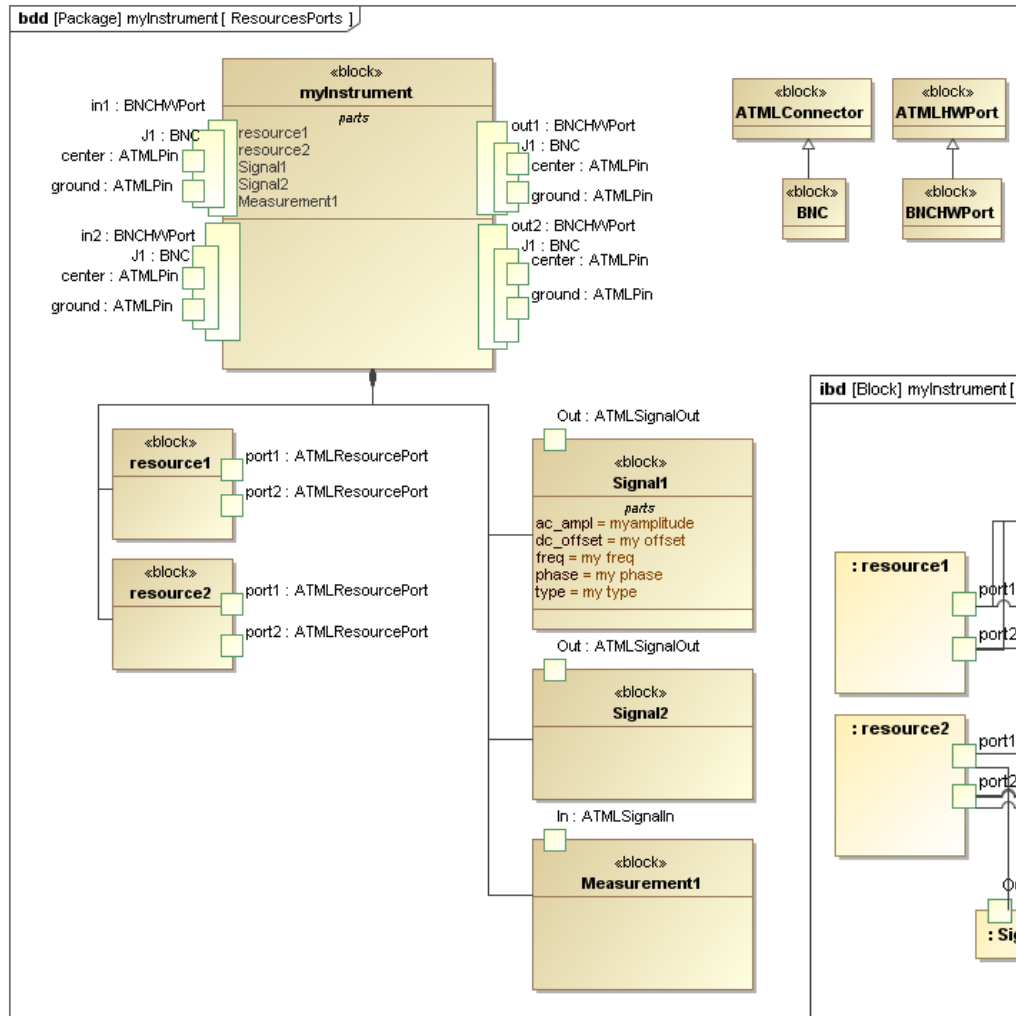 bdd [Package] myInstrument [ ResourcesPorts ]
«block»
myInstrument
parts
resource1
resource2
Signal1
Signal2
Measurement1
in1 : BNCHWPort
J1 : BNC
center : ATMLPin
ground : ATMLPin
in2 : BNCHWPort
J1 : BNC
center : ATMLPin
ground : ATMLPin
out1 : BNCHWPort
J1 : BNC
center : ATMLPin
ground : ATMLPin
out2 : BNCHWPort
J1 : BNC
center : ATMLPin
ground : ATMLPin
«block»
ATMLConnector
«block»
ATMLHWPort
«block»
BNC
«block»
BNCHWPort
«block»
resource1
port1 : ATMLResourcePort
port2 : ATMLResourcePort
«block»
resource2
port1 : ATMLResourcePort
port2 : ATMLResourcePort
Out : ATMLSignalOut
«block»
Signal1
parts
ac_ampl = myamplitude
dc_offset = my offset
freq = my freq
phase = my phase
type = my type
Out : ATMLSignalOut
«block»
Signal2
In : ATMLSignalIn
«block»
Measurement1
ibd [Block] myInstrument [
: resource1
port1
port2
: resource2
port1
port2